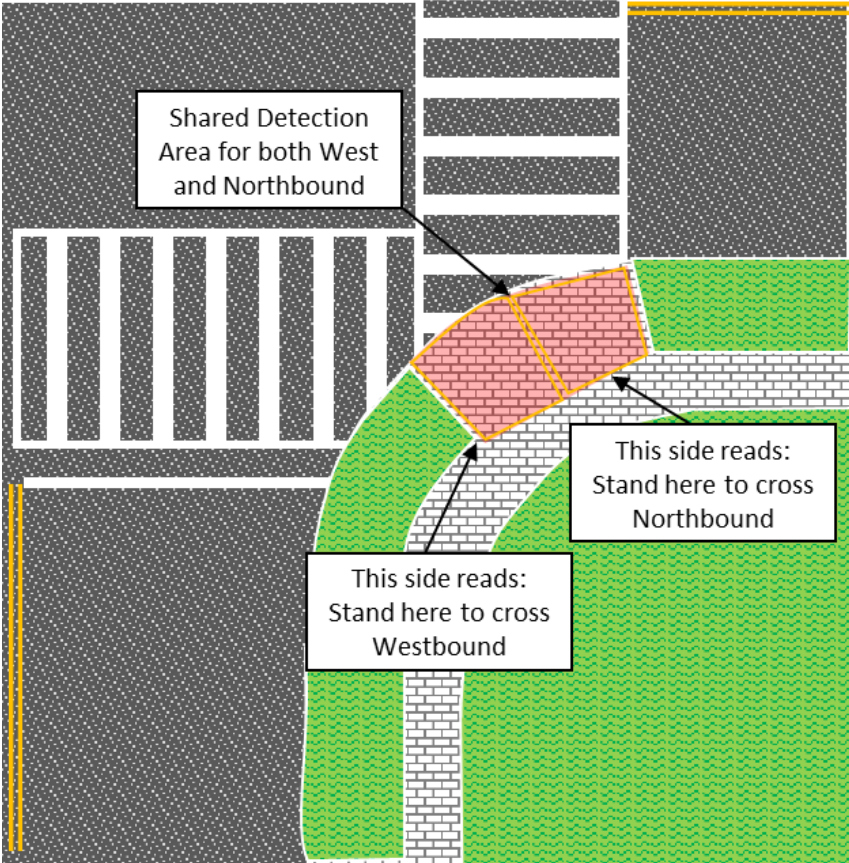 Shared Detection
Area for both West
and Northbound
This side reads:
Stand here to cross
Northbound
This side reads:
Stand here to cross
Westbound